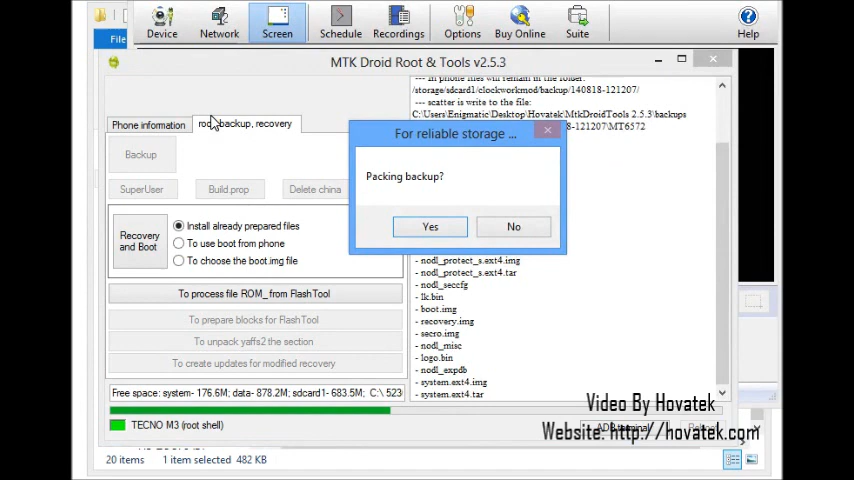 File
Device
Network
Screen
Schedule
Recordings
Options
Buy Online
Suite
Help
MTK Droid Root & Tools v2.5.3
Phone information
backup, recovery
Backup
SuperUser
Build.prop
Delete china
Recovery and Boot
Install already prepared files
To use boot from phone
To choose the boot.img file
To process file ROM_ from FlashTool
To prepare blocks for FlashTool
To unpack yaffs2 the section
To create updates for modified recovery
Free space: system- 176.6M; data- 878.2M; sdcard1- 683.5M; C:\ 523
TECNO M3 (root shell)
--- In phone files will remain in the folder:
/storage/sdcard1/clockworkmod/backup/140818-121207/
--- scatter is write to the file:
C:\Users\Enigmatic\Desktop\Hovatek\MtkDroidTools 2.5.3\backups
18-121207\MT6572
For reliable storage ...
Packing backup?
Yes
No
- nodl_protect_s.ext4.img
- nodl_protect_s.ext4.tar
- nodl_seccfg
- lk.bin
- boot.img
- recovery.img
- secro.img
- nodl_misc
- logo.bin
- nodl_expdb
- system.ext4.img
- system.ext4.tar
Video By Hovatek
Website: http://hovatek.com
20 items
1 item selected 482 KB